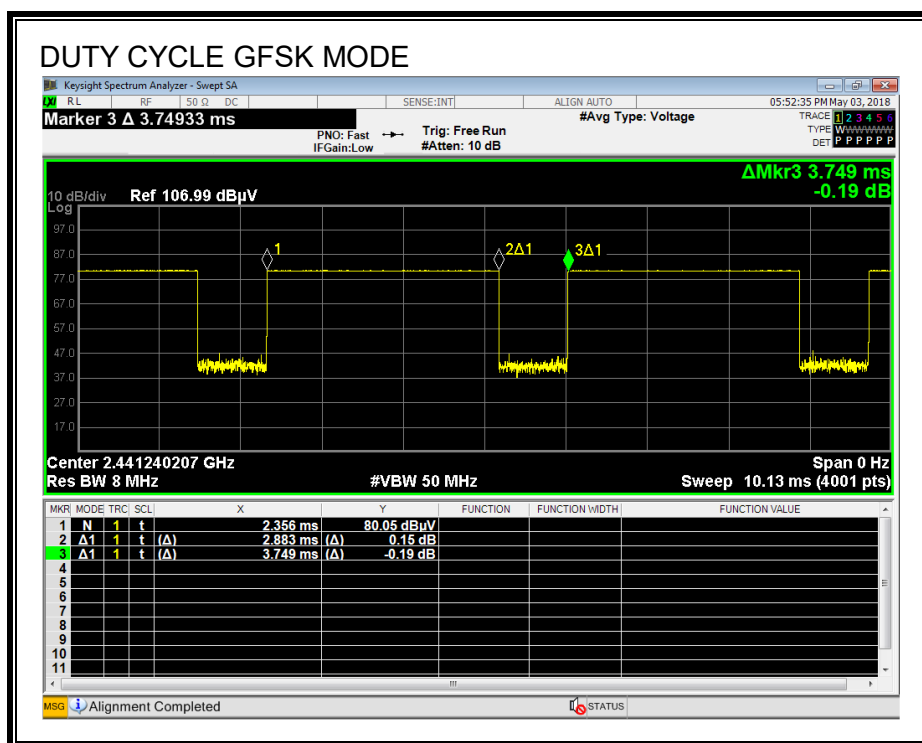 DUTY CYCLE GFSK MODE
Keysight Spectrum Analyzer - Swept SA
LXI RL RF 50 Ω DC SENSE:INT ALIGN AUTO 05:52:35 PM May 03, 2018
Marker 3 Δ 3.74933 ms #Avg Type: Voltage TRACE 1 2 3 4 5 6
PNO: Fast Trig: Free Run TYPE WWWWWW
IFGain:Low #Atten: 10 dB DET P P P P P P
ΔMkr3 3.749 ms
10 dB/div Ref 106.99 dBµV -0.19 dB
Log
97.0
1 2Δ1 3Δ1
87.0
77.0
67.0
57.0
47.0
37.0
27.0
17.0
Center 2.441240207 GHz Span 0 Hz
Res BW 8 MHz #VBW 50 MHz Sweep 10.13 ms (4001 pts)
MKR MODE TRC SCL X Y FUNCTION FUNCTION WIDTH FUNCTION VALUE
1 N 1 t 2.356 ms 80.05 dBµV
2 Δ1 1 t (Δ) 2.883 ms (Δ) 0.15 dB
3 Δ1 1 t (Δ) 3.749 ms (Δ) -0.19 dB
4
5
6
7
8
9
10
11
MSG Alignment Completed STATUS